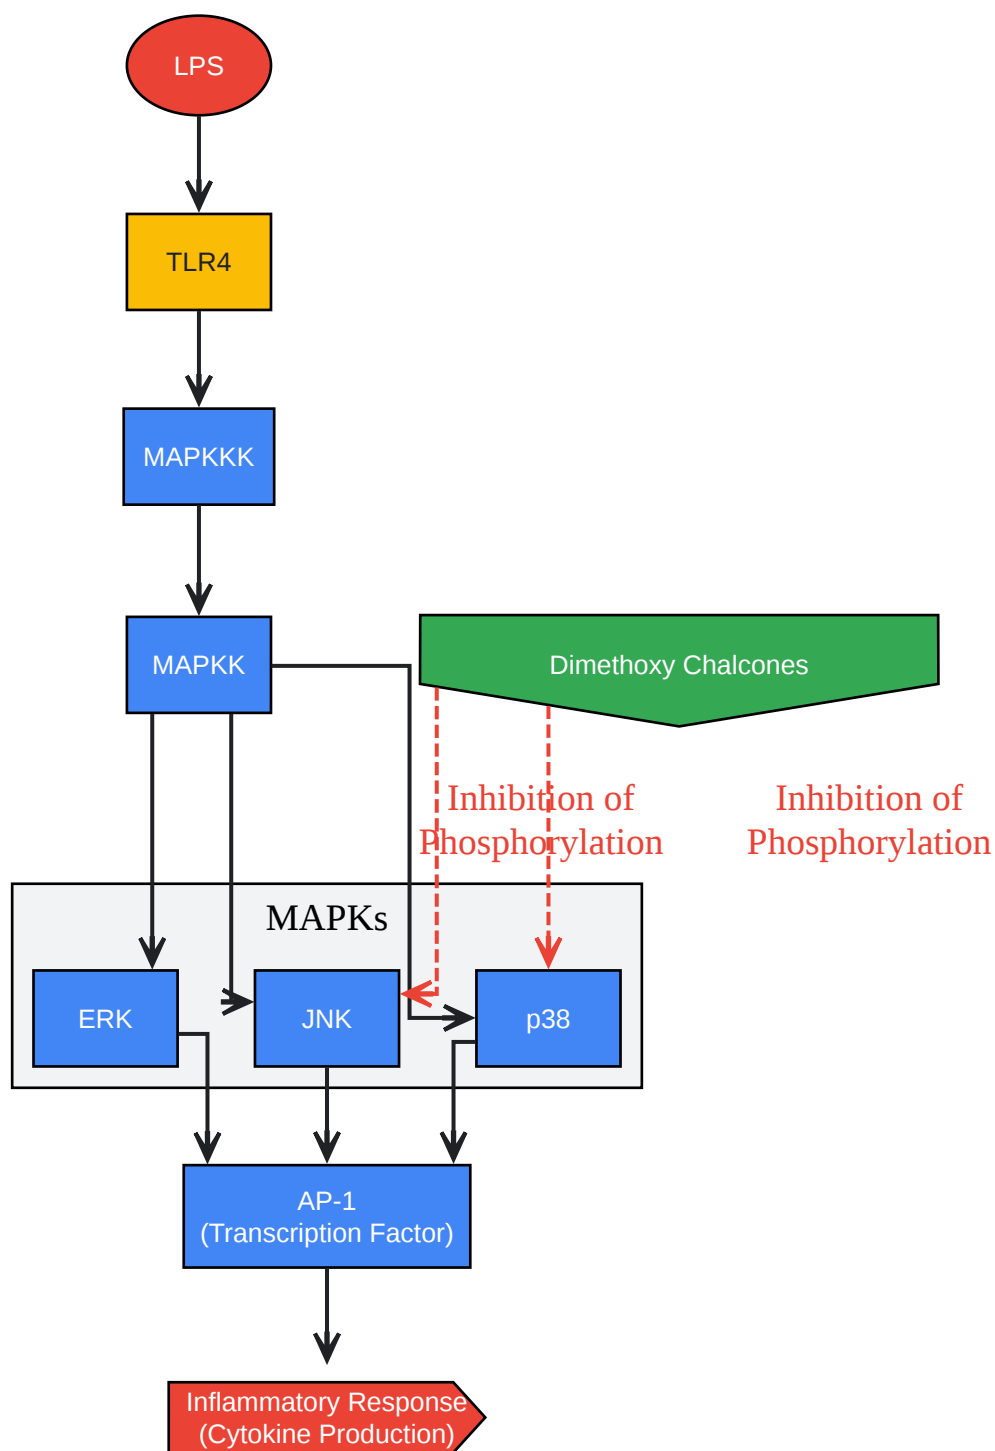 LPS
TLR4
MAPKKK
MAPKK
Dimethoxy Chalcones
Inhibition of
Phosphorylation
Inhibition of
Phosphorylation
MAPKs
ERK
JNK
p38
AP-1
(Transcription Factor)
Inflammatory Response
(Cytokine Production)